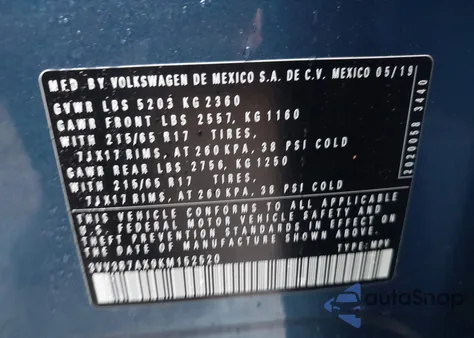 MFD BY VOLKSWAGEN DE MEXICO S.A. DE C.V. MEXICO 05/19
GVWR LBS 5203 KG 2360
GAWR FRONT LBS 2557, KG 1160
WITH 215/65 R17 TIRES,
7JX17 RIMS, AT 260 KPA, 38 PSI COLD
GAWR REAR LBS 2756, KG 1250
WITH 215/65 R17 TIRES,
7JX17 RIMS, AT 260 KPA, 38 PSI COLD
THIS VEHICLE CONFORMS TO ALL APPLICABLE
U.S. FEDERAL MOTOR VEHICLE SAFETY AND
THEFT PREVENTION STANDARDS IN EFFECT ON
THE DATE OF MANUFACTURE SHOWN ABOVE.
3VV3B7AX9KM152520 TYPE: MPV
2020058 3440
autoSnap